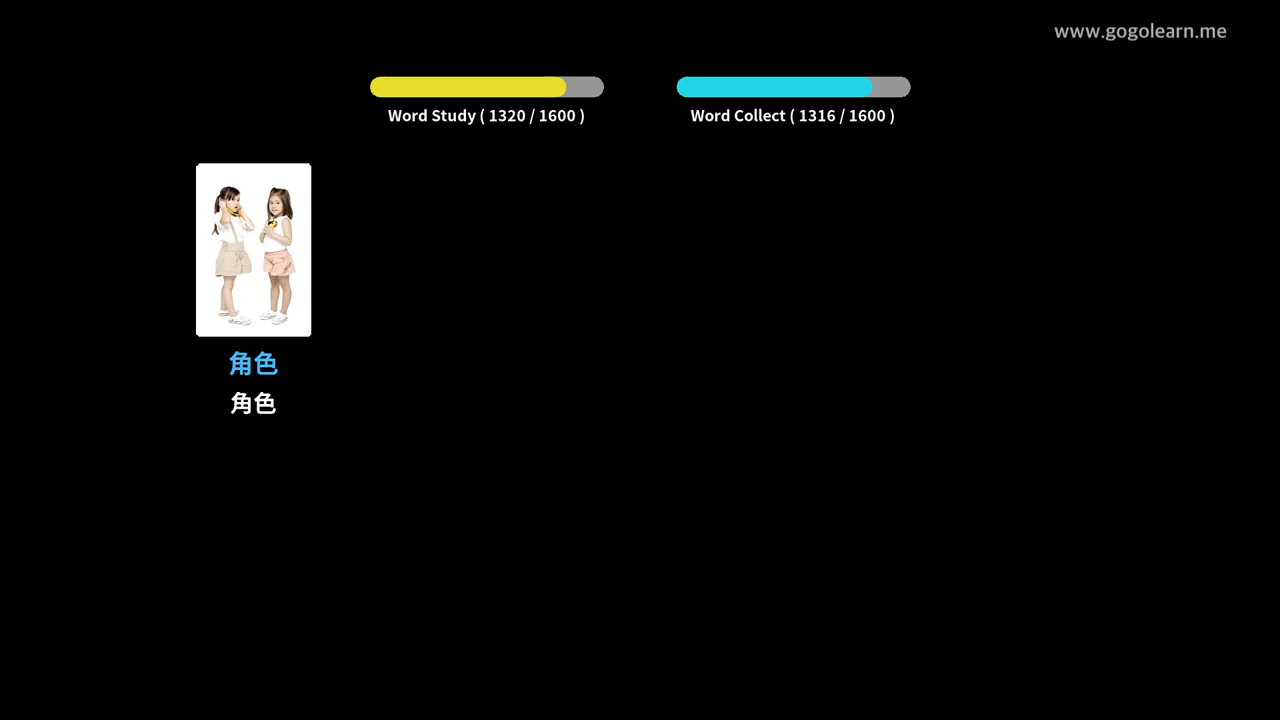 www.gogolearn.me
Word Study ( 1320 / 1600 )
Word Collect ( 1316 / 1600 )
角色
角色